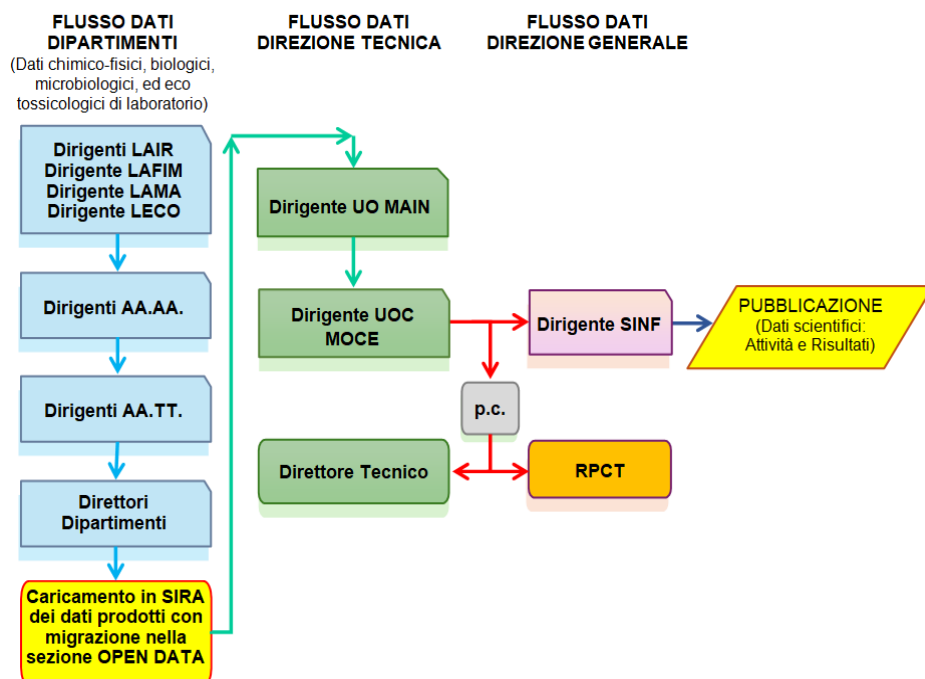 FLUSSO DATI
DIPARTIMENTI
(Dati chimico-fisici, biologici,
microbiologici, ed eco
tossicologici di laboratorio)
FLUSSO DATI
DIREZIONE TECNICA
FLUSSO DATI
DIREZIONE GENERALE
Dirigenti LAIR
Dirigente LAFIM
Dirigente LAMA
Dirigente LECO
Dirigenti AA.AA.
Dirigenti AA.TT.
Direttori
Dipartimenti
Caricamento in SIRA
dei dati prodotti con
migrazione nella
sezione OPEN DATA
Dirigente UO MAIN
Dirigente UOC
MOCE
Dirigente SINF
PUBBLICAZIONE
(Dati scientifici:
Attività e Risultati)
p.c.
Direttore Tecnico
RPCT